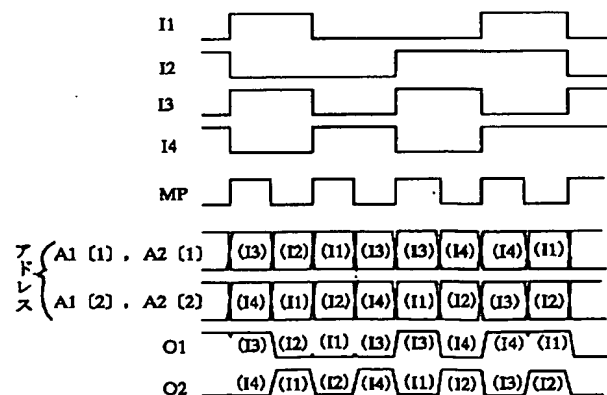 I1
I2
I3
I4
MP
アドレス
A1 [1] , A2 [1] (I3) (I2) (I1) (I3) (I3) (I4) (I4) (I1)
A1 [2] , A2 [2] (I4) (I1) (I2) (I4) (I1) (I2) (I3) (I2)
O1 (I3) (I2) (I1) (I3) (I3) (I4) (I4) (I1)
O2 (I4) (I1) (I2) (I4) (I1) (I2) (I3) (I2)